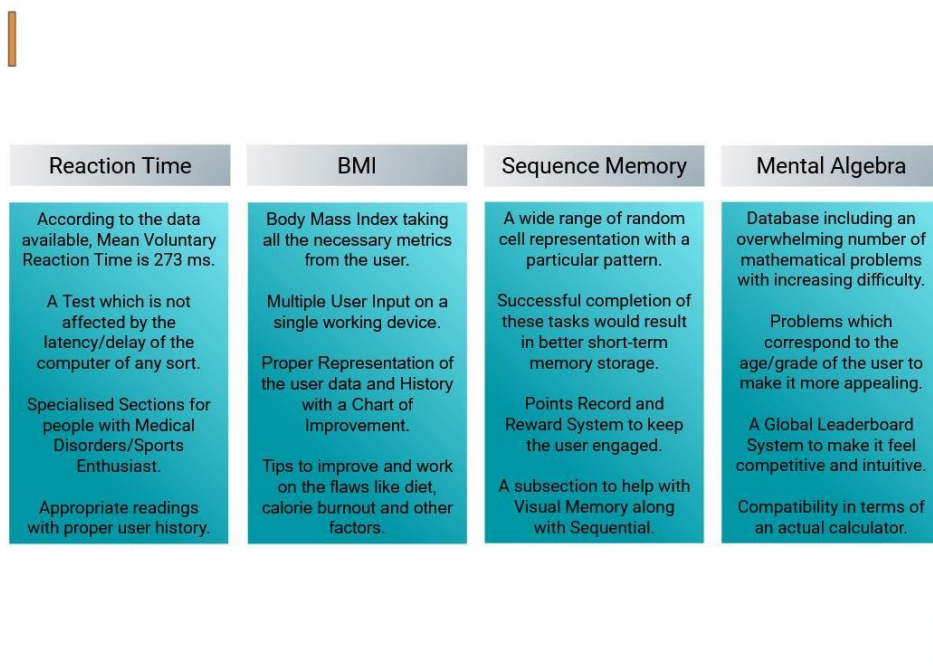 Reaction Time
According to the data
available, Mean Voluntary
Reaction Time is 273 ms.
A Test which is not
affected by the
latency/delay of the
computer of any sort.
Specialised Sections for
people with Medical
Disorders/Sports
Enthusiast.
Appropriate readings
with proper user history.
BMI
Body Mass Index taking
all the necessary metrics
from the user.
Multiple User Input on a
single working device.
Proper Representation of
the user data and History
with a Chart of
Improvement.
Tips to improve and work
on the flaws like diet,
calorie burnout and other
factors.
Sequence Memory
A wide range of random
cell representation with a
particular pattern.
Successful completion of
these tasks would result
in better short-term
memory storage.
Points Record and
Reward System to keep
the user engaged.
A subsection to help with
Visual Memory along
with Sequential.
Mental Algebra
Database including an
overwhelming number of
mathematical problems
with increasing difficulty.
Problems which
correspond to the
age/grade of the user to
make it more appealing.
A Global Leaderboard
System to make it feel
competitive and intuitive.
Compatibility in terms of
an actual calculator.